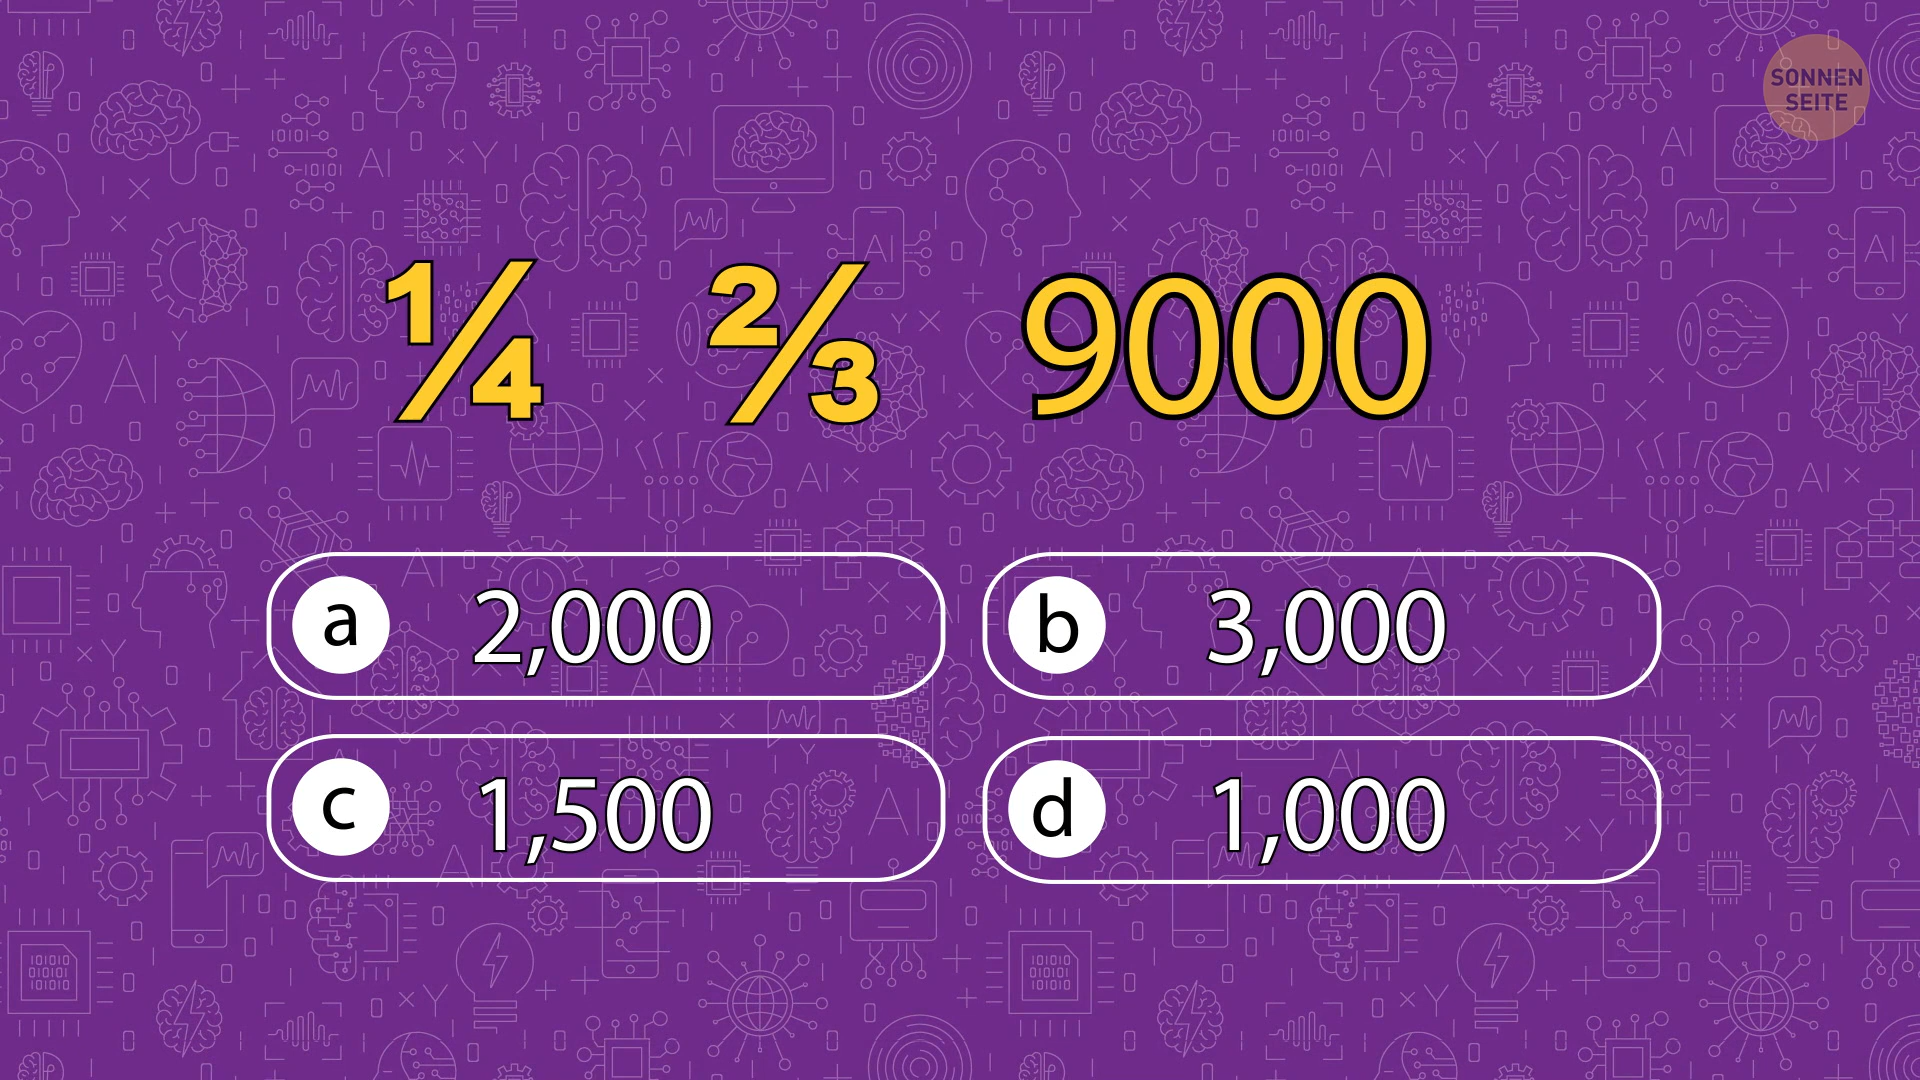 SONNEN
SEITE
¼ ⅔ 9000
a 2,000
b 3,000
c 1,500
d 1,000